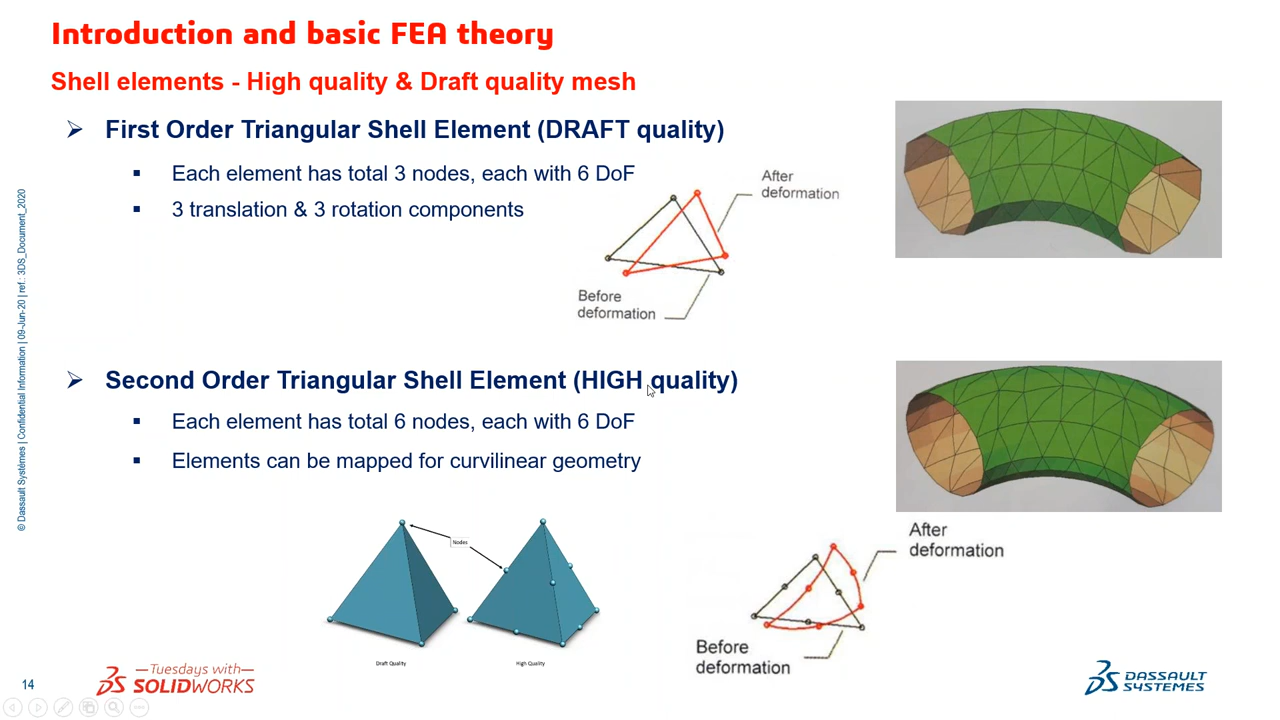 Introduction and basic FEA theory
Shell elements - High quality & Draft quality mesh
First Order Triangular Shell Element (DRAFT quality)
Each element has total 3 nodes, each with 6 DoF
3 translation & 3 rotation components
After
deformation
Before
deformation
Second Order Triangular Shell Element (HIGH quality)
Each element has total 6 nodes, each with 6 DoF
Elements can be mapped for curvilinear geometry
Nodes
Draft Quality
High Quality
After
deformation
Before
deformation
© Dassault Systèmes | Confidential Information | 09-Jun-20 | ref.: 3DS_Document_2020
14
Tuesdays with
SOLIDWORKS
DASSAULT
SYSTEMES